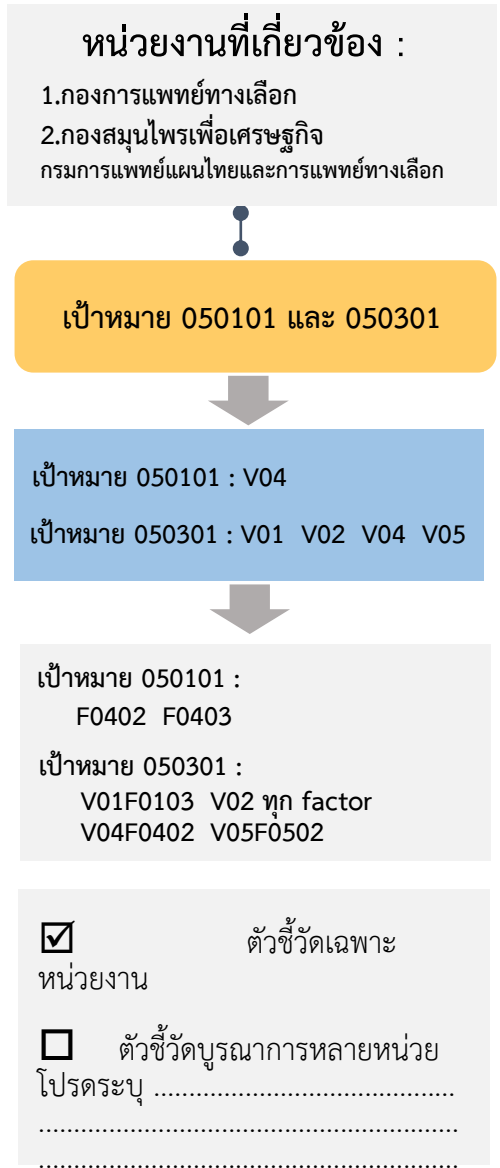 หน่วยงานที่เกี่ยวข้อง :
1.กองการแพทย์ทางเลือก
2.กองสมุนไพรเพื่อเศรษฐกิจ
กรมการแพทย์แผนไทยและการแพทย์ทางเลือก
เป้าหมาย 050101 และ 050301
เป้าหมาย 050101 : V04
เป้าหมาย 050301 : V01 V02 V04 V05
เป้าหมาย 050101 :
F0402 F0403
เป้าหมาย 050301 :
V01F0103 V02 ทุก factor
V04F0402 V05F0502
☑ ตัวชี้วัดเฉพาะ
หน่วยงาน
☐ ตัวชี้วัดบูรณาการหลายหน่วย
โปรดระบุ ...........................................
............................................................
............................................................